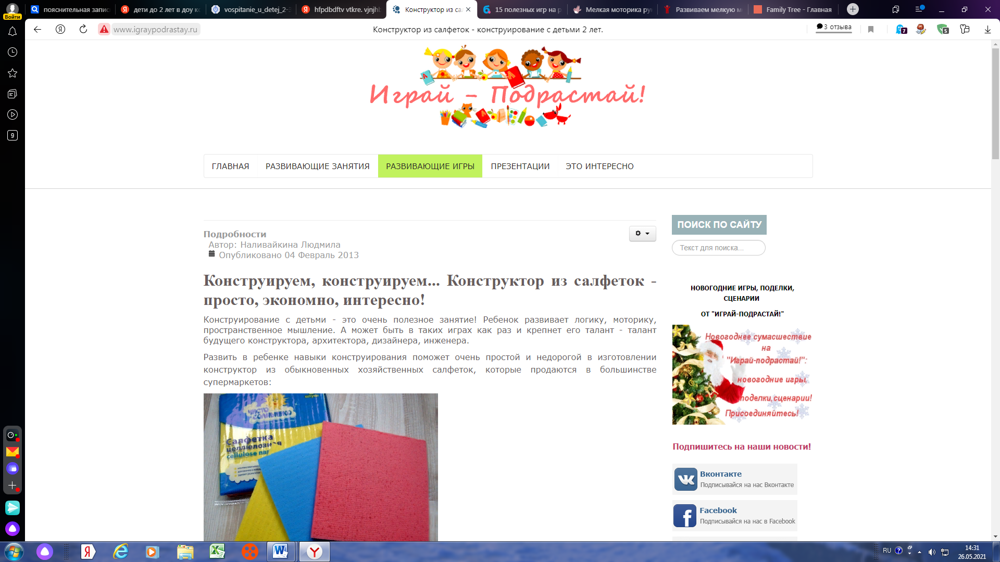 Войти
пояснительная запис
дети до 2 лет в доу к
vospitanie_u_detej_2-3
hfpdbdftv vtkre. vjnjhb
Конструктор из са
15 полезных игр на р
Мелкая моторика ру
Развиваем мелкую м
Family Tree - Главная
www.igraypodrastay.ru
Конструктор из салфеток - конструирование с детьми 2 лет.
3 отзыва
7
5
9
Играй - Подрастай!
ГЛАВНАЯ
РАЗВИВАЮЩИЕ ЗАНЯТИЯ
РАЗВИВАЮЩИЕ ИГРЫ
ПРЕЗЕНТАЦИИ
ЭТО ИНТЕРЕСНО
Подробности
Автор: Наливайкина Людмила
Опубликовано 04 Февраль 2013
Конструируем, конструируем... Конструктор из салфеток -
просто, экономно, интересно!
Конструирование с детьми - это очень полезное занятие! Ребенок развивает логику, моторику,
пространственное мышление. А может быть в таких играх как раз и крепнет его талант - талант
будущего конструктора, архитектора, дизайнера, инженера.
Развить в ребенке навыки конструирования поможет очень простой и недорогой в изготовлении
конструктор из обыкновенных хозяйственных салфеток, которые продаются в большинстве
супермаркетов:
Салфетка
cellulose
ПОИСК ПО САЙТУ
Текст для поиска...
НОВОГОДНИЕ ИГРЫ, ПОДЕЛКИ,
СЦЕНАРИИ
ОТ "ИГРАЙ-ПОДРАСТАЙ!"
Новогоднее сумасшествие
на
"Играй-подрастай!":
новогодние игры,
поделки,сценарии!
Присоединяйтесь!
Подпишитесь на наши новости!
Вконтакте
Подписывайся на нас Вконтакте
Facebook
Подписывайся на нас в Facebook
RU
14:31
26.05.2021